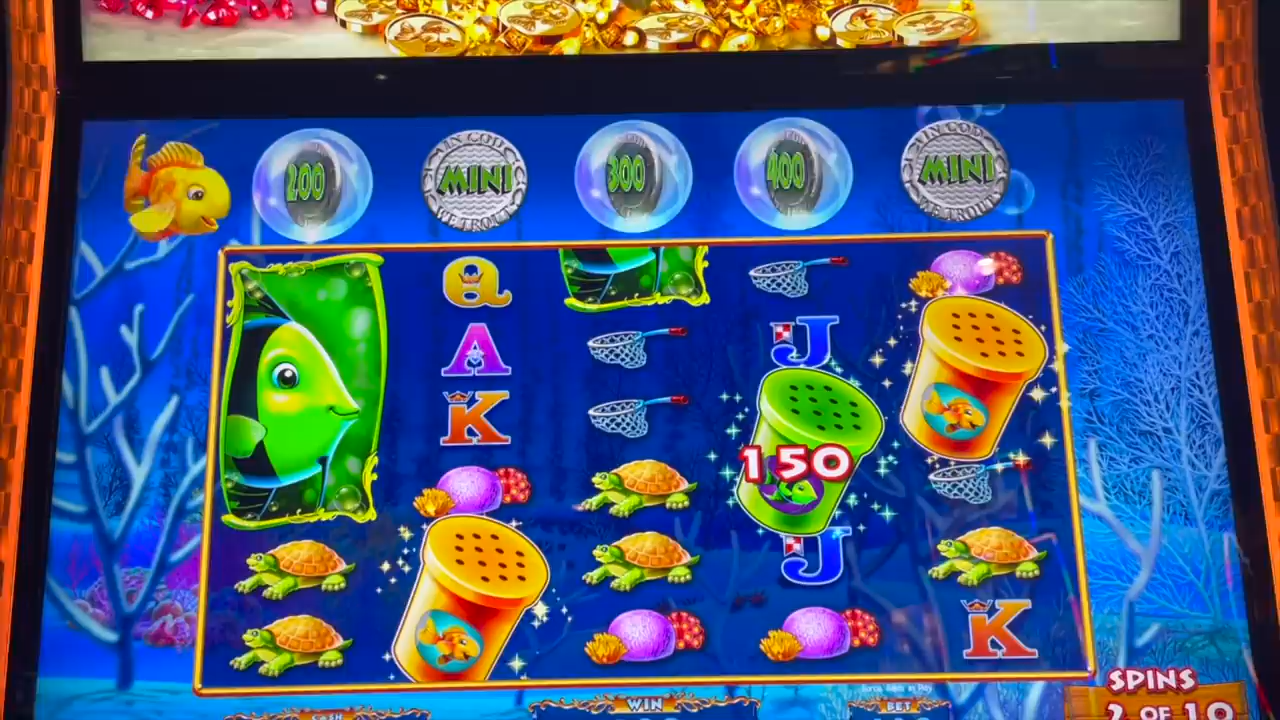 IN COD
MINI
WE TROUT
200
300
400
IN COD
MINI
WE TROUT
Q
A
K
J
150
J
K
SPINS
2 OF 10
CASH
WIN
BET